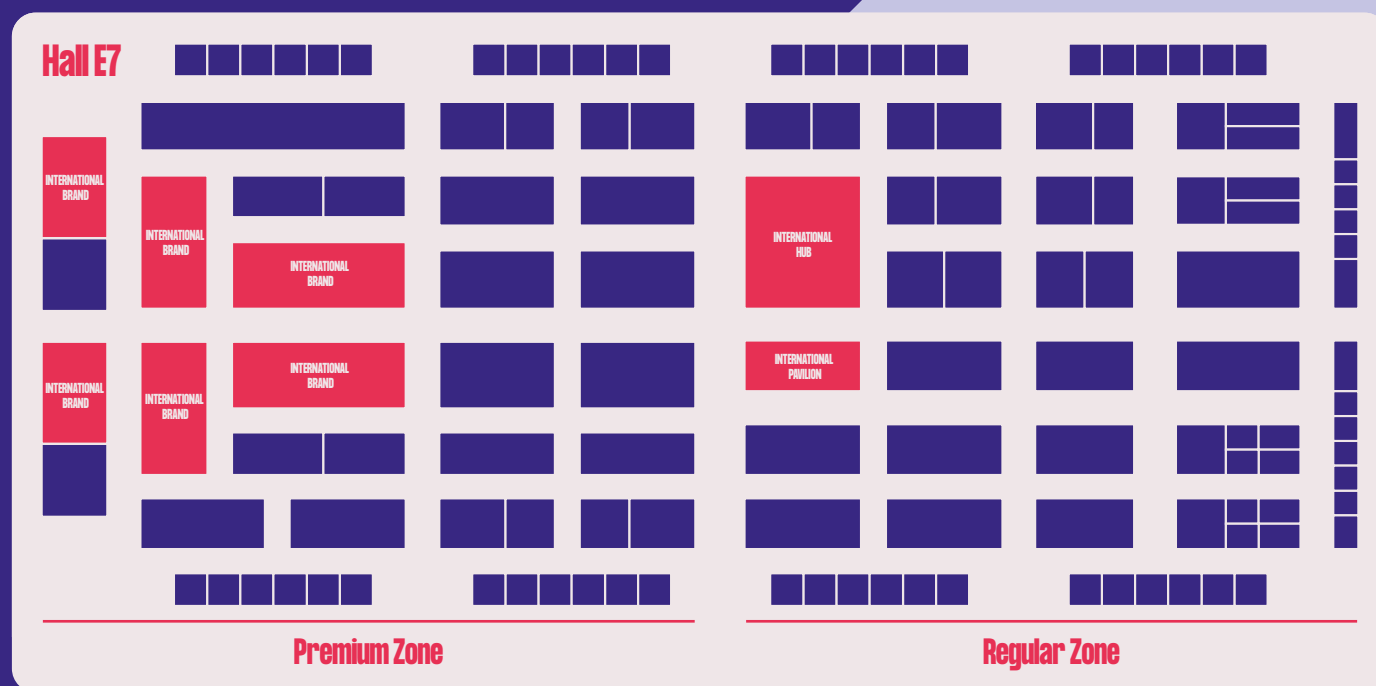 Hall E7
INTERNATIONAL
BRAND
INTERNATIONAL
BRAND
INTERNATIONAL
BRAND
INTERNATIONAL
HUB
INTERNATIONAL
BRAND
INTERNATIONAL
BRAND
INTERNATIONAL
BRAND
INTERNATIONAL
PAVILION
Premium Zone
Regular Zone